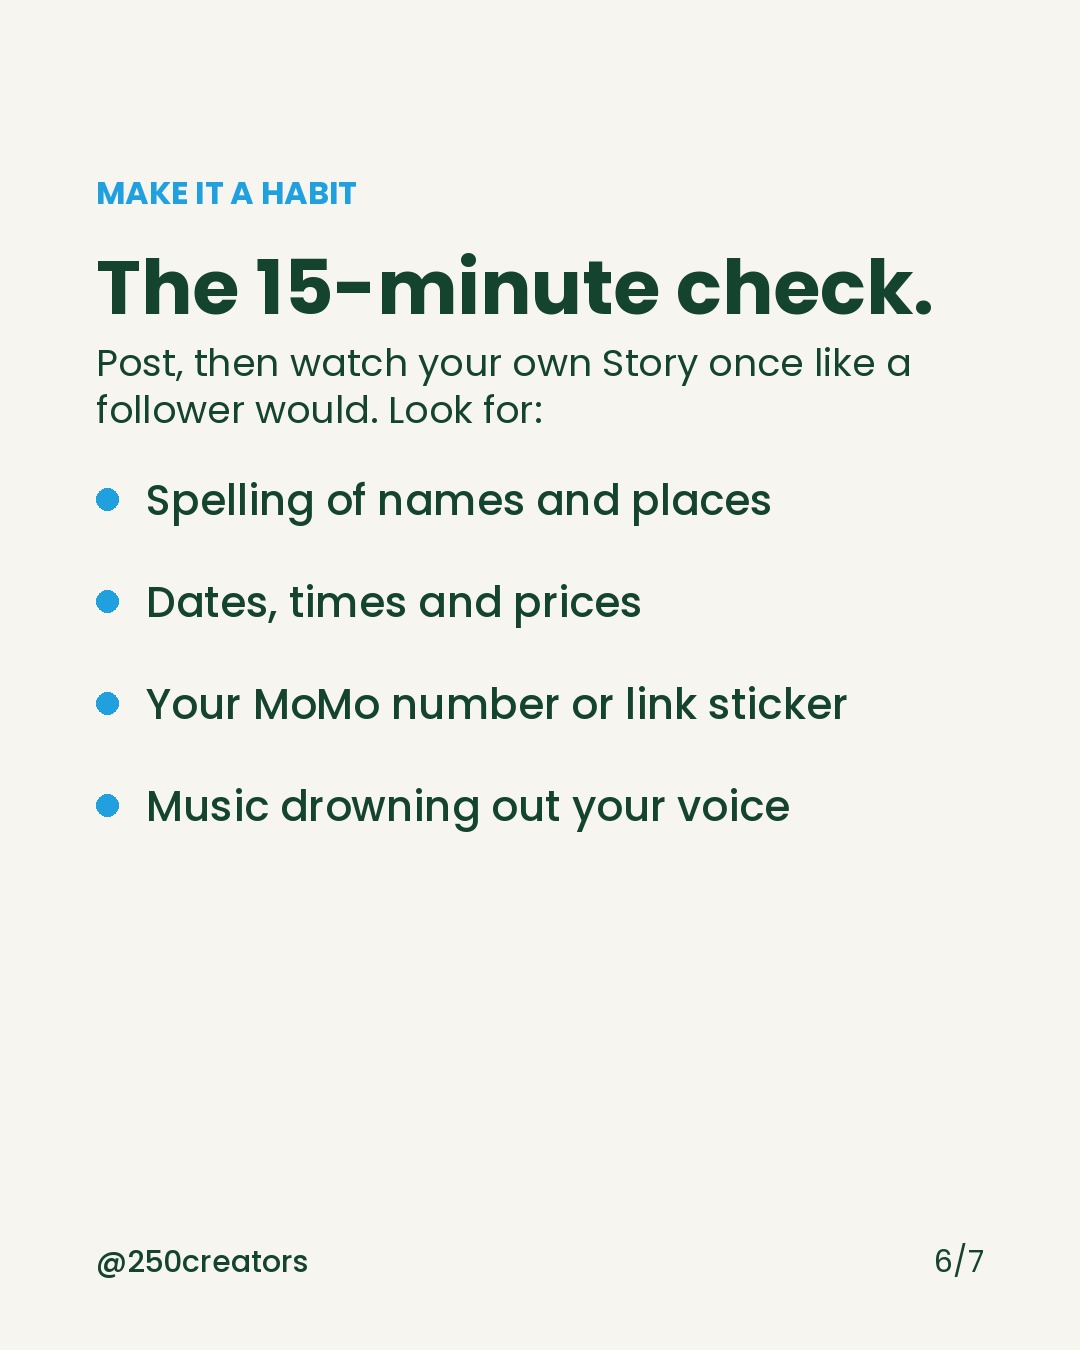 MAKE IT A HABIT
The 15-minute check.
Post, then watch your own Story once like a
follower would. Look for:
Spelling of names and places
Dates, times and prices
Your MoMo number or link sticker
Music drowning out your voice
@250creators
6/7